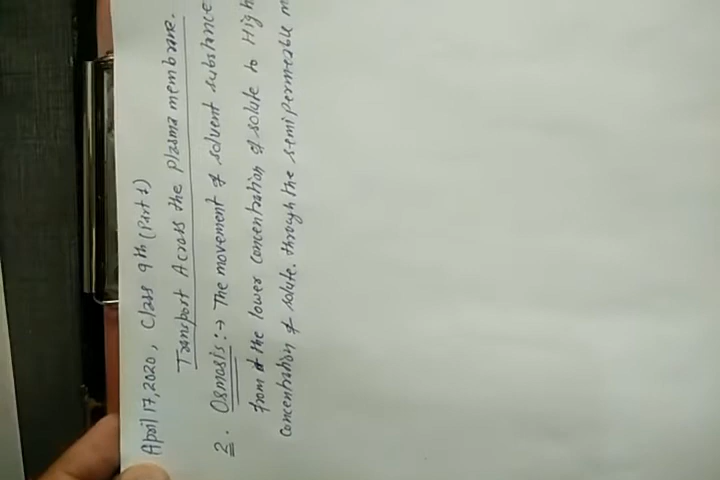 April 17, 2020, Class 9th (Part 1)
Transport Across the Plasma membrane.
2. Osmosis :→ The movement of solvent substance
from the lower concentration of solute to High
concentration of solute. through the semipermeable m